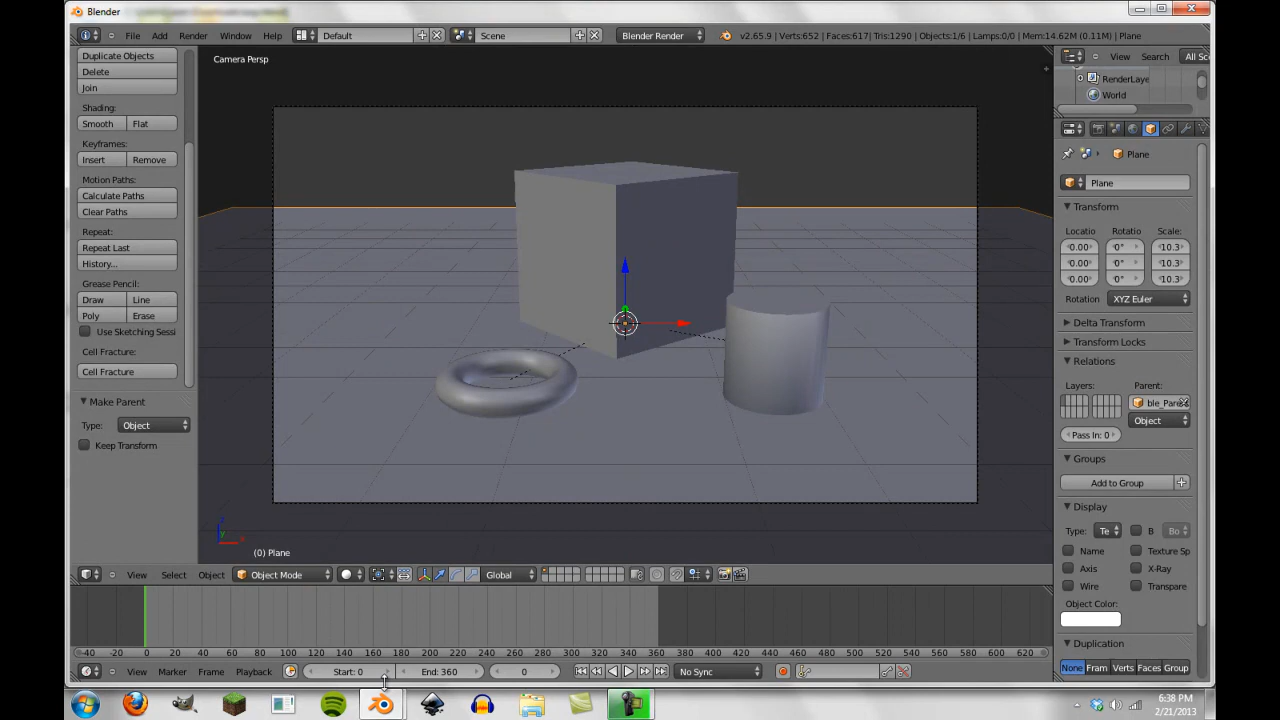 Blender
File Add Render Window Help Default Scene Blender Render v2.65.9 | Verts:652 | Faces:617 | Tris:1290 | Objects:1/6 | Lamps:0/0 | Mem:14.62M (0.11M) | Plane
Duplicate Objects
Delete
Join
Shading:
Smooth Flat
Keyframes:
Insert Remove
Motion Paths:
Calculate Paths
Clear Paths
Repeat:
Repeat Last
History...
Grease Pencil:
Draw Line
Poly Erase
Use Sketching Sessi
Cell Fracture:
Cell Fracture
Make Parent
Type: Object
Keep Transform
Camera Persp
(0) Plane
View Select Object Object Mode Global
-40 -20 0 20 40 60 80 100 120 140 160 180 200 220 240 260 280 300 320 340 360 380 400 420 440 460 480 500 520 540 560 580 600 620
View Marker Frame Playback Start: 0 End: 360 0 No Sync
View Search All Sc
RenderLaye
World
Plane
Plane
Transform
Locatio Rotatio Scale:
0.00 0° 10.3
0.00 0° 10.3
0.00 0° 10.3
Rotation XYZ Euler
Delta Transform
Transform Locks
Relations
Layers: Parent:
ble_Pare
Object
Pass In: 0
Groups
Add to Group
Display
Type: Te B Bo
Name Texture Sp
Axis X-Ray
Wire Transpare
Object Color:
Duplication
None Fram Verts Faces Group
6:38 PM
2/21/2013